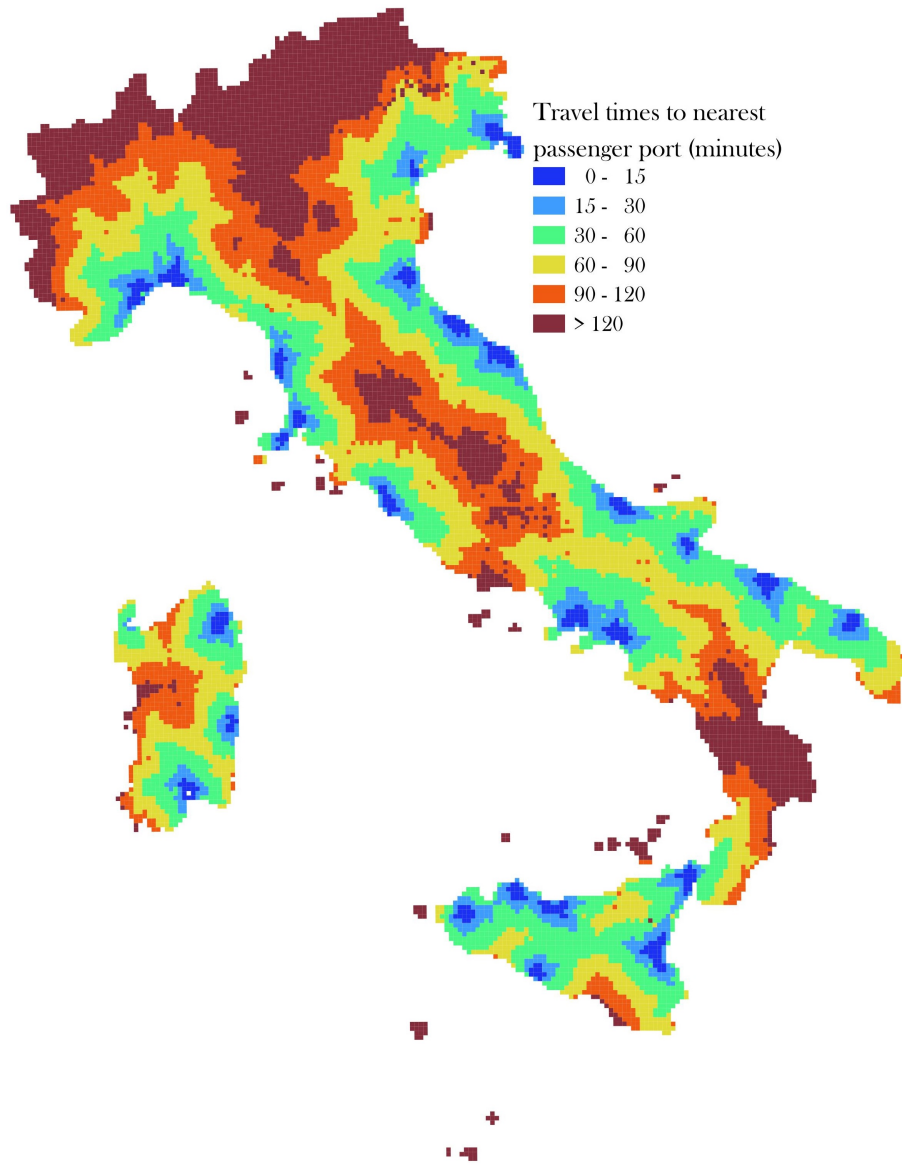 Travel times to nearest
passenger port (minutes)
0 - 15
15 - 30
30 - 60
60 - 90
90 - 120
> 120